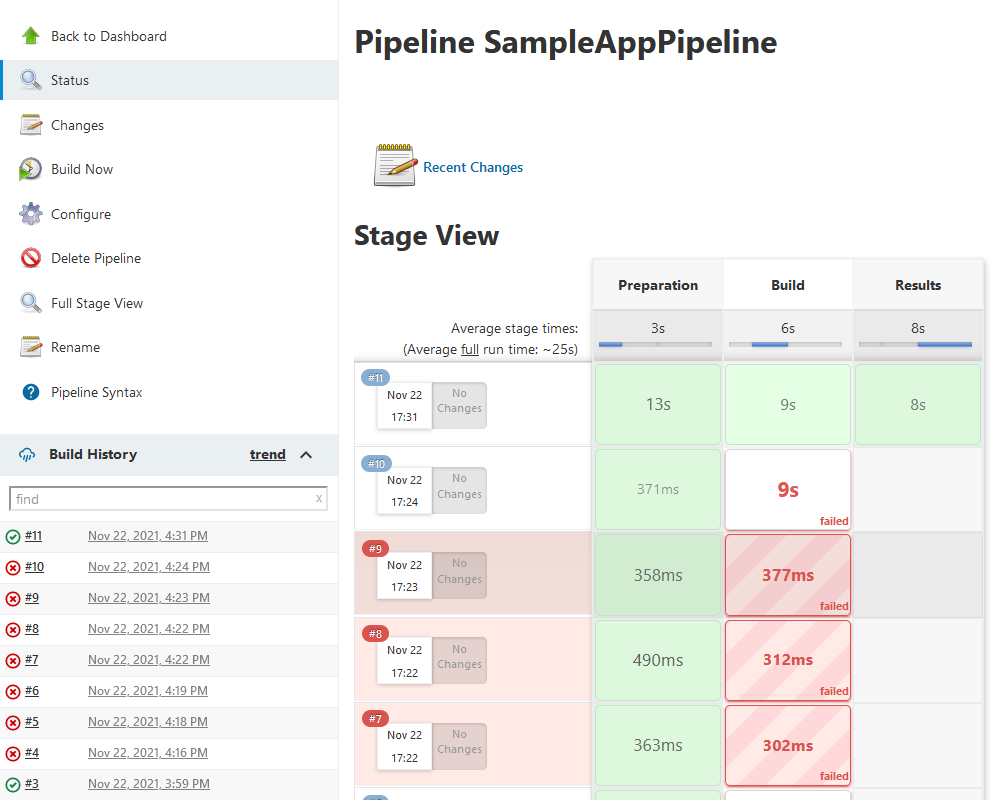 Back to Dashboard
Status
Changes
Build Now
Configure
Delete Pipeline
Full Stage View
Rename
Pipeline Syntax
Build History trend
find x
#11 Nov 22, 2021, 4:31 PM
#10 Nov 22, 2021, 4:24 PM
#9 Nov 22, 2021, 4:23 PM
#8 Nov 22, 2021, 4:22 PM
#7 Nov 22, 2021, 4:22 PM
#6 Nov 22, 2021, 4:19 PM
#5 Nov 22, 2021, 4:18 PM
#4 Nov 22, 2021, 4:16 PM
#3 Nov 22, 2021, 3:59 PM
Pipeline SampleAppPipeline
Recent Changes
Stage View
Preparation Build Results
Average stage times: 3s 6s 8s
(Average full run time: ~25s)
#11
Nov 22 No
17:31 Changes
13s 9s 8s
#10
Nov 22 No
17:24 Changes
371ms 9s
failed
#9
Nov 22 No
17:23 Changes
358ms 377ms
failed
#8
Nov 22 No
17:22 Changes
490ms 312ms
failed
#7
Nov 22 No
17:22 Changes
363ms 302ms
failed